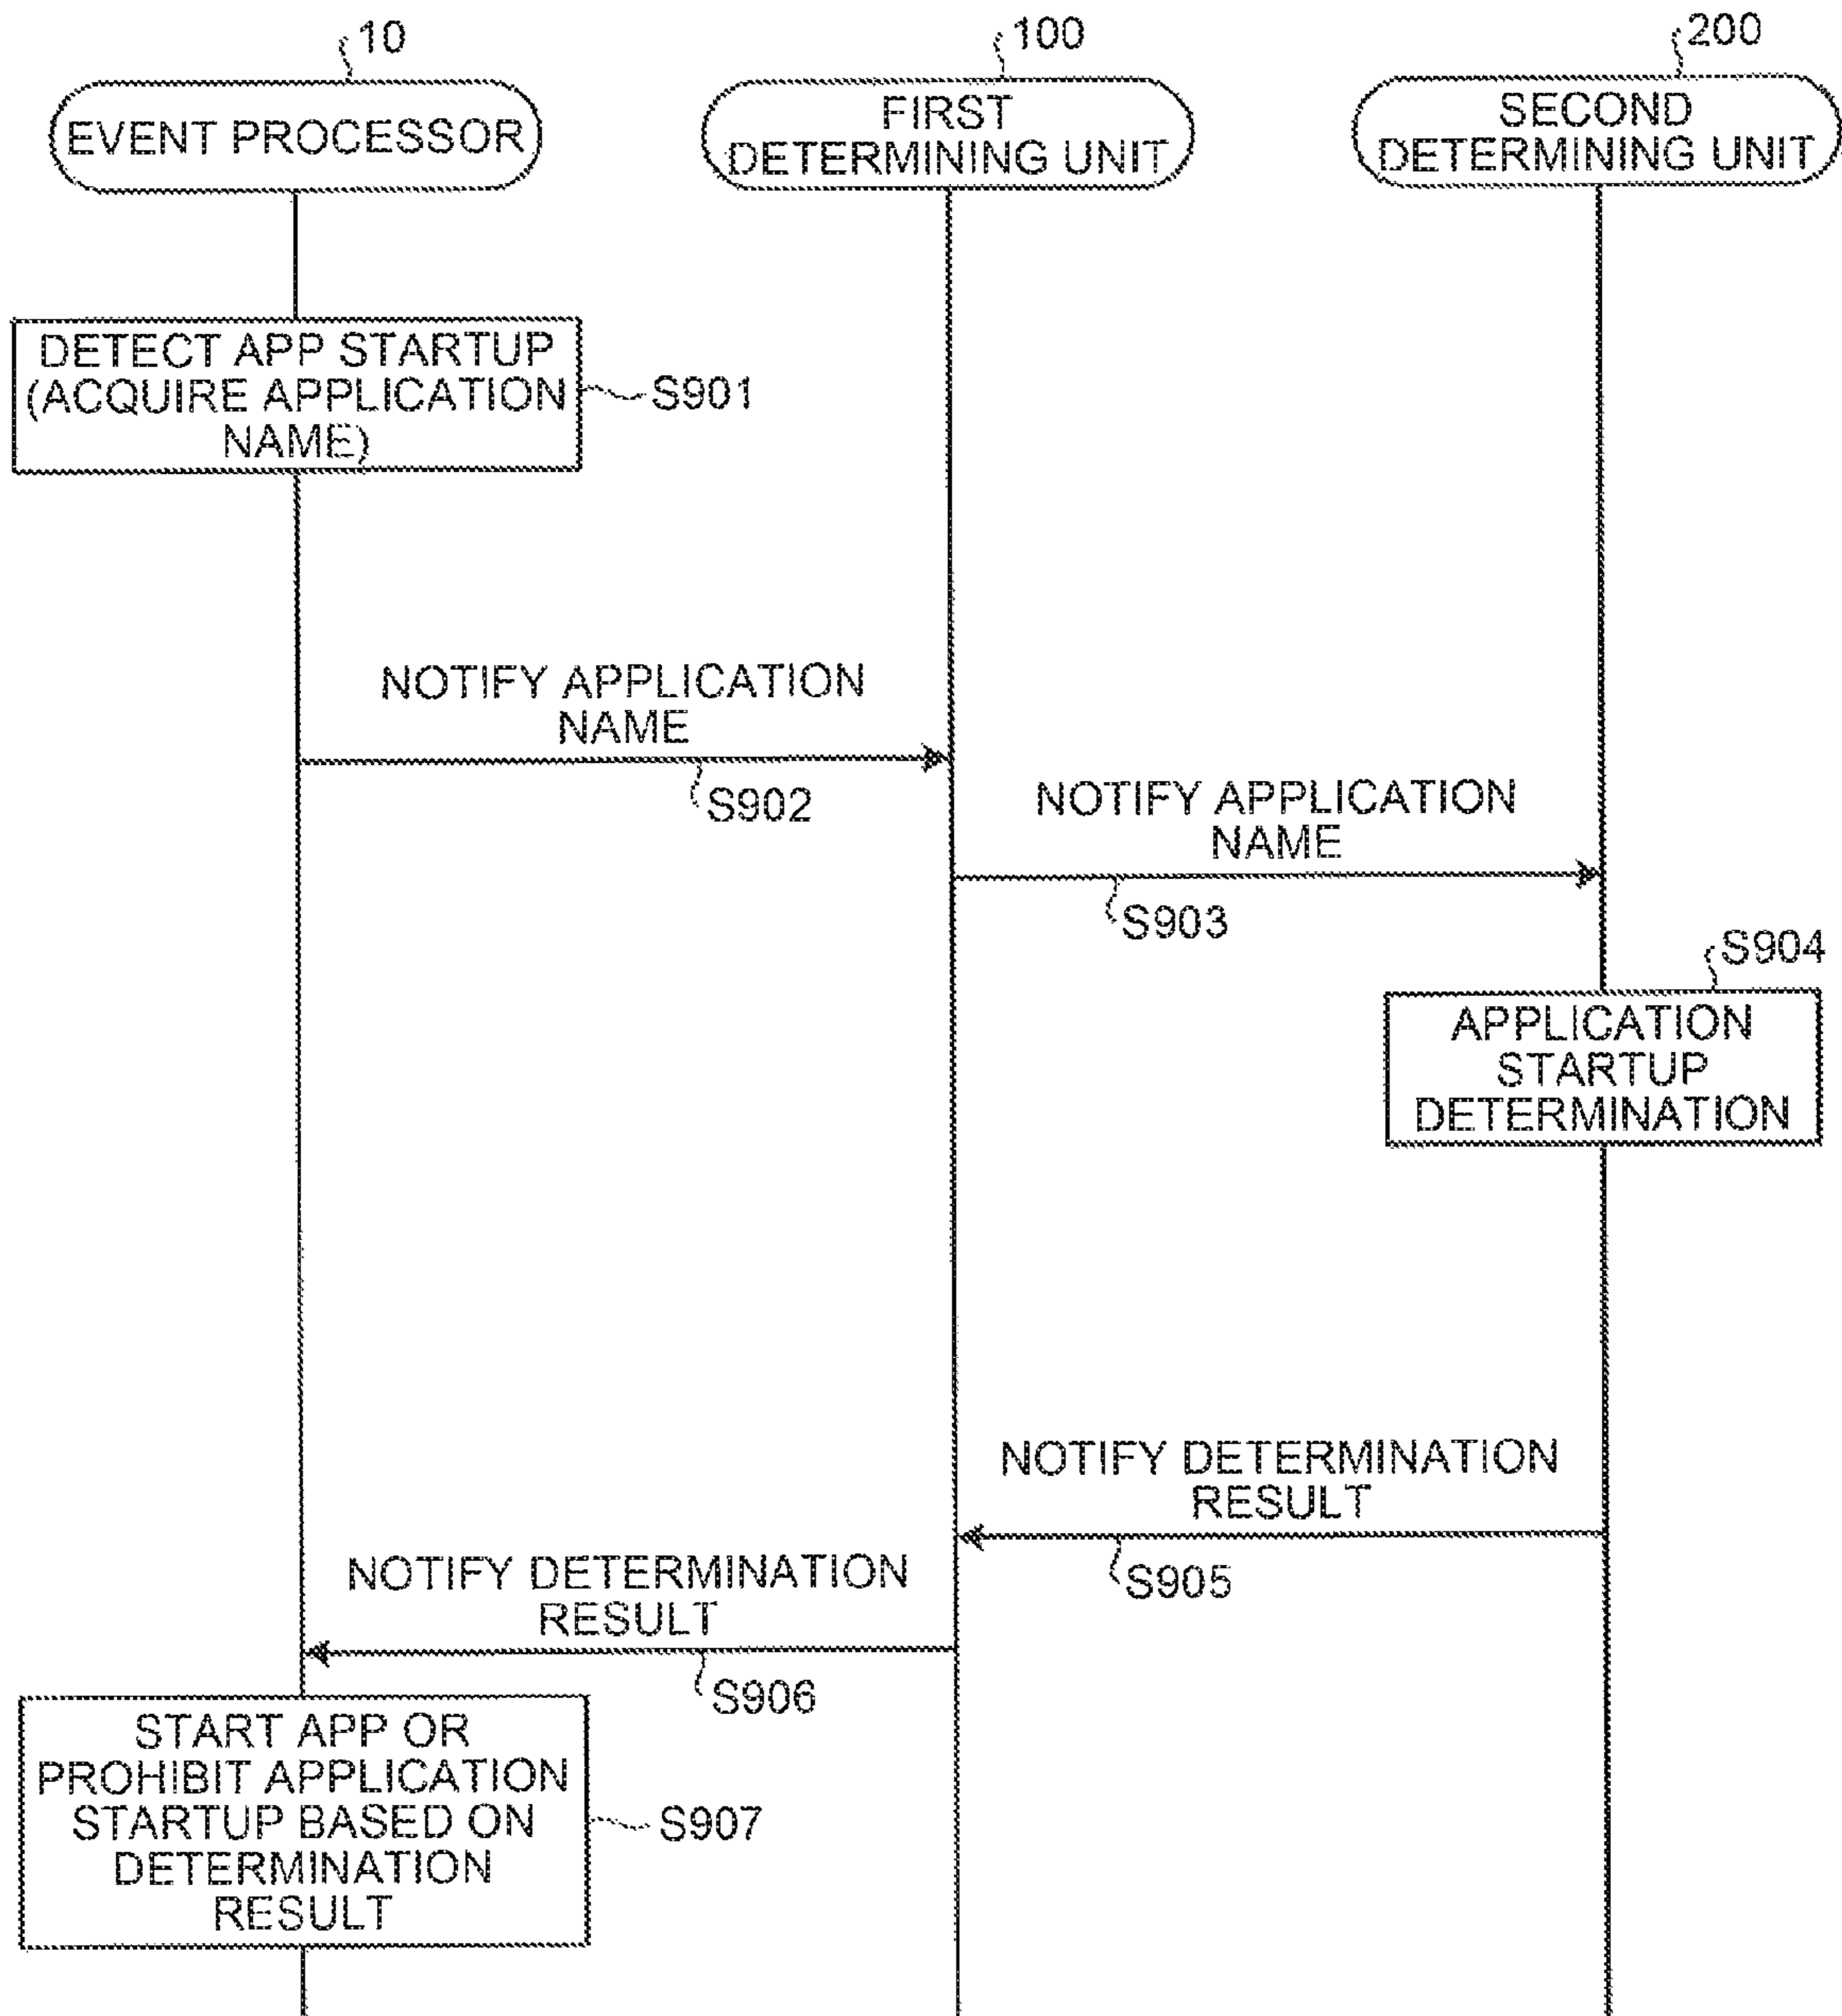 10
100
200
EVENT PROCESSOR
FIRST
DETERMINING UNIT
SECOND
DETERMINING UNIT
DETECT APP STARTUP
(ACQUIRE APPLICATION
NAME)
S901
NOTIFY APPLICATION
NAME
S902
NOTIFY APPLICATION
NAME
S903
S904
APPLICATION
STARTUP
DETERMINATION
NOTIFY DETERMINATION
RESULT
S905
NOTIFY DETERMINATION
RESULT
S906
START APP OR
PROHIBIT APPLICATION
STARTUP BASED ON
DETERMINATION
RESULT
S907